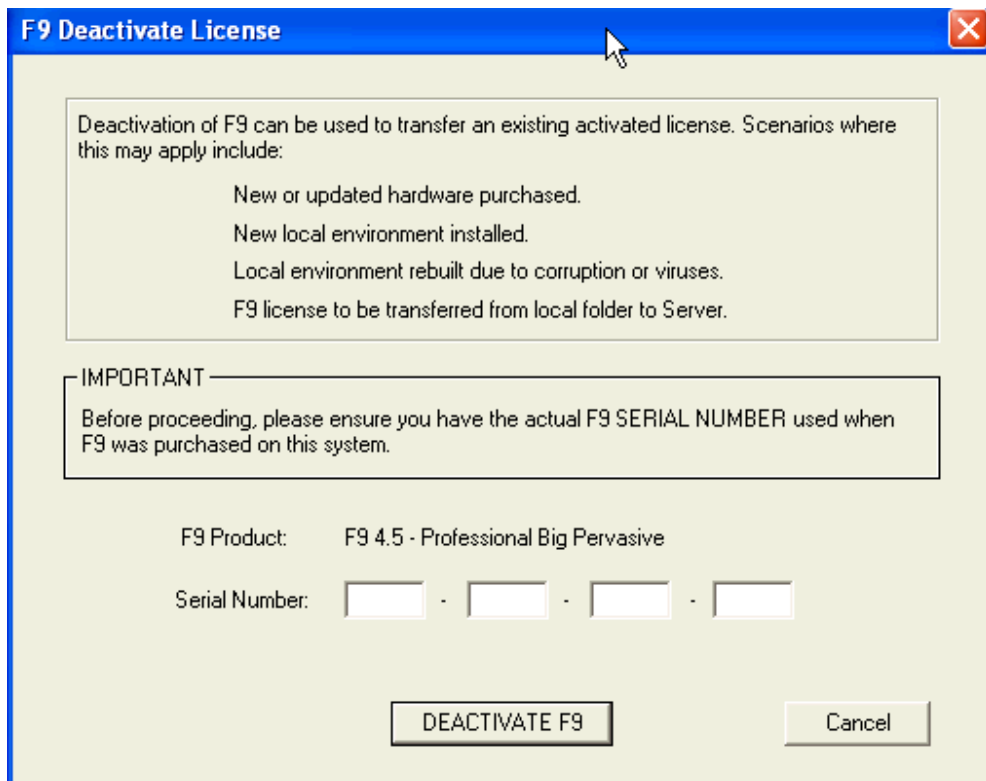 F9 Deactivate License
Deactivation of F9 can be used to transfer an existing activated license. Scenarios where
this may apply include:
New or updated hardware purchased.
New local environment installed.
Local environment rebuilt due to corruption or viruses.
F9 license to be transferred from local folder to Server.
IMPORTANT
Before proceeding, please ensure you have the actual F9 SERIAL NUMBER used when
F9 was purchased on this system.
F9 Product: F9 4.5 - Professional Big Pervasive
Serial Number: - - -
DEACTIVATE F9 Cancel